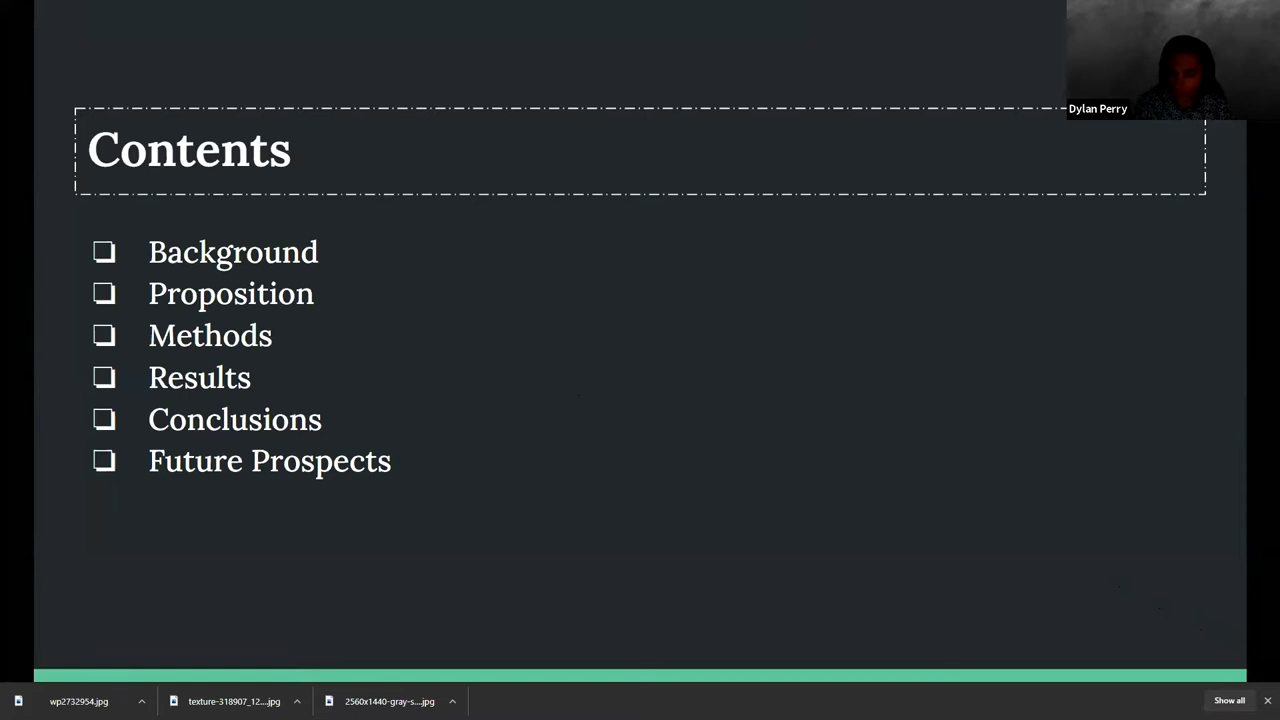 Dylan Perry
Contents
Background
Proposition
Methods
Results
Conclusions
Future Prospects
wp2732954.jpg
texture-318907_12....jpg
2560x1440-gray-s....jpg
Show all